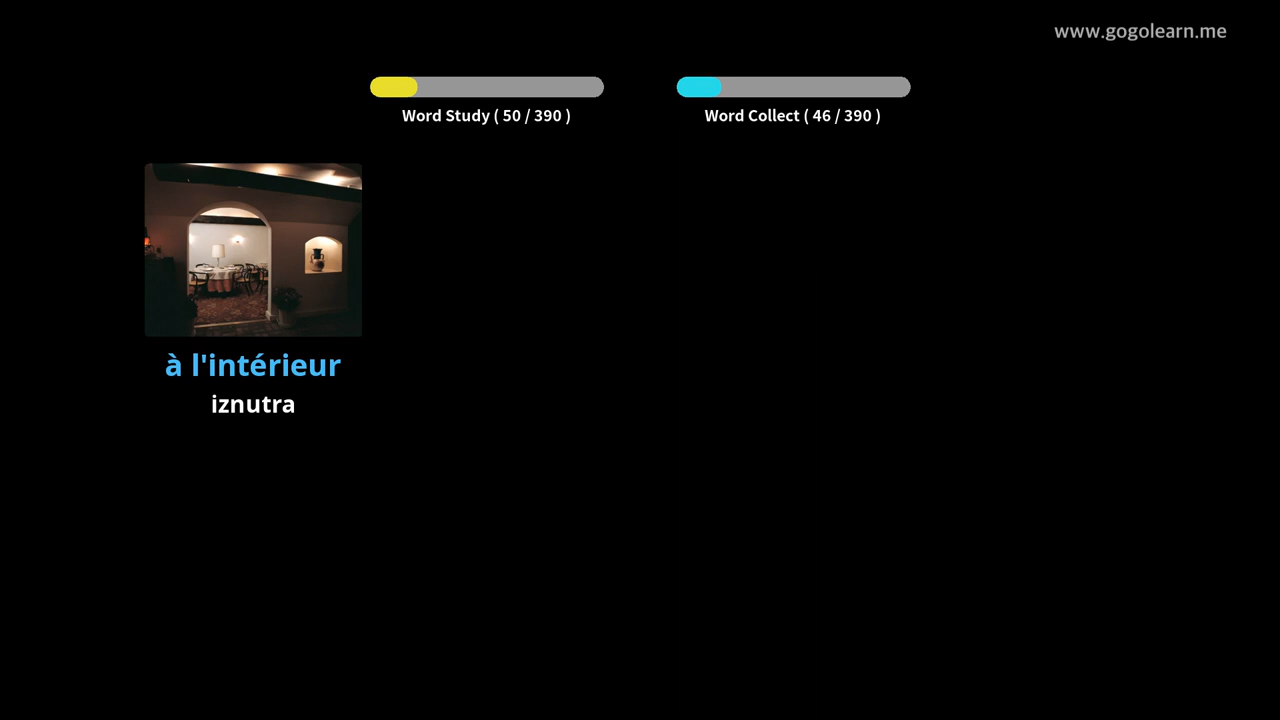 www.gogolearn.me
Word Study ( 50 / 390 )
Word Collect ( 46 / 390 )
à l'intérieur
iznutra